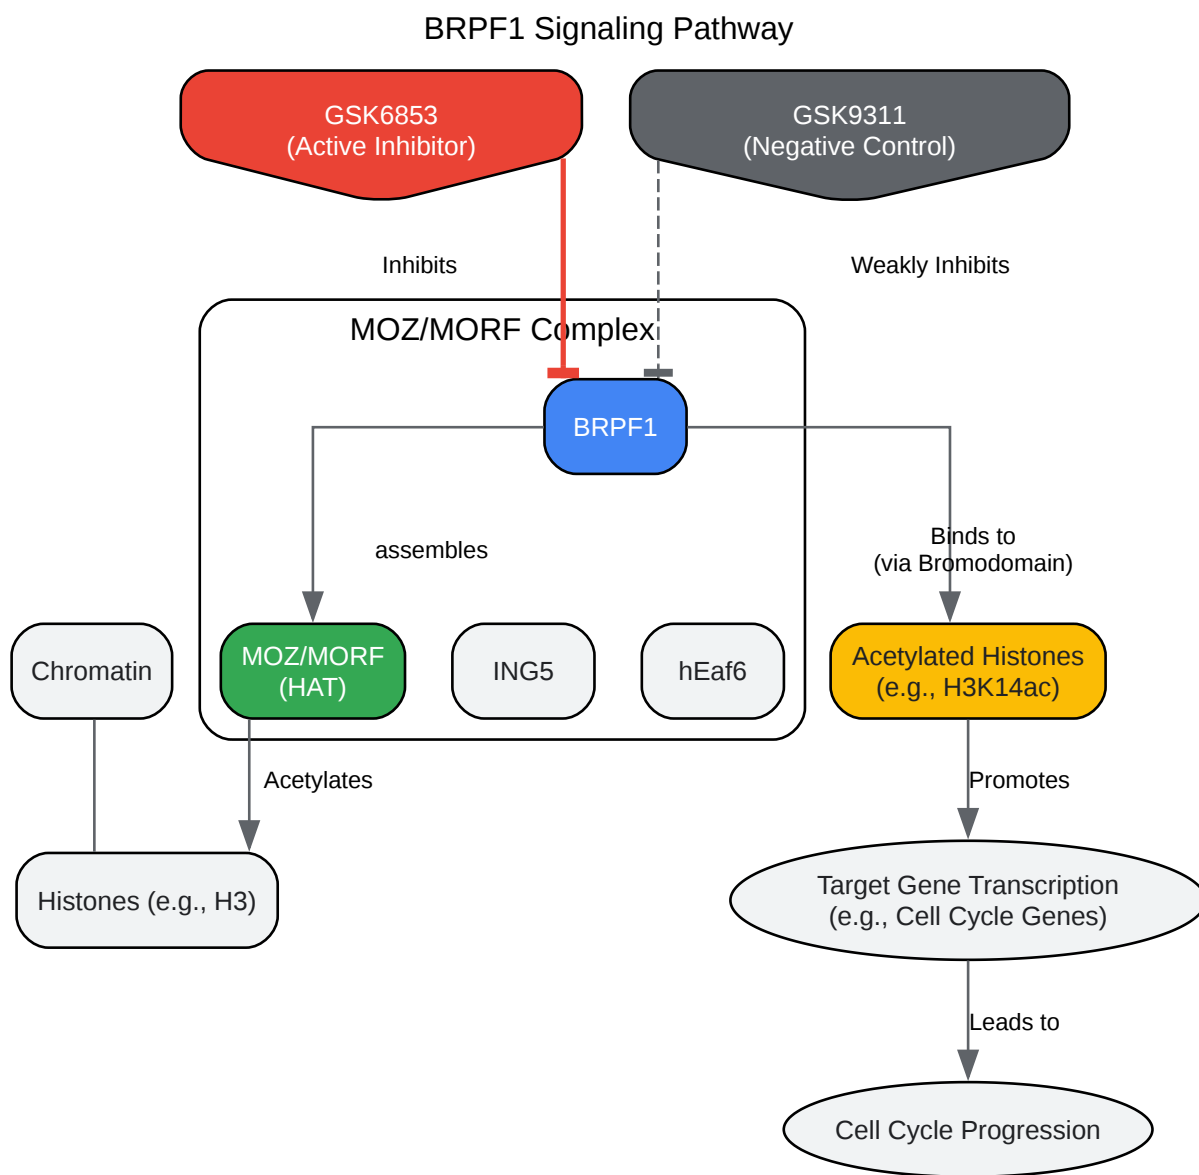 BRPF1 Signaling Pathway
GSK6853
(Active Inhibitor)
GSK9311
(Negative Control)
Inhibits
Weakly Inhibits
MOZ/MORF Complex
BRPF1
assembles
Binds to
(via Bromodomain)
Chromatin
MOZ/MORF
(HAT)
ING5
hEaf6
Acetylated Histones
(e.g., H3K14ac)
Acetylates
Promotes
Histones (e.g., H3)
Target Gene Transcription
(e.g., Cell Cycle Genes)
Leads to
Cell Cycle Progression